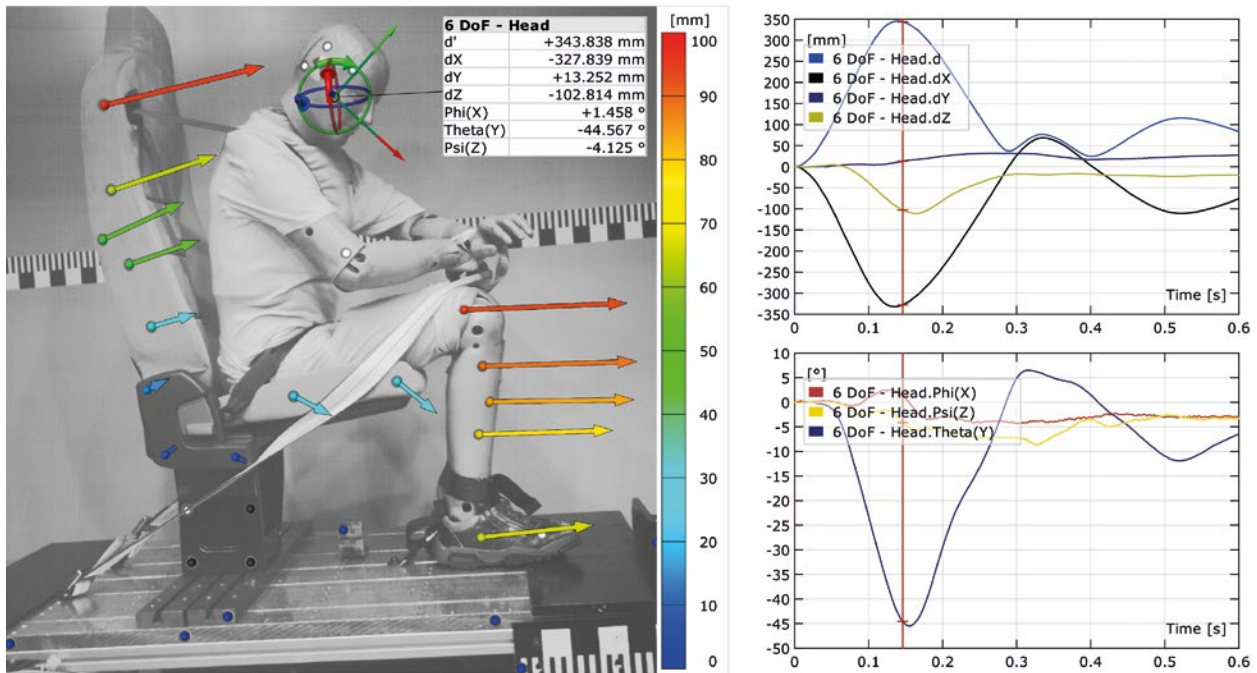 6 DoF - Head
d' +343.838 mm
dX -327.839 mm
dY +13.252 mm
dZ -102.814 mm
Phi(X) +1.458 °
Theta(Y) -44.567 °
Psi(Z) -4.125 °
[mm]
100
90
80
70
60
50
40
30
20
10
0
350
300
250
200
150
100
50
0
-50
-100
-150
-200
-250
-300
-350
[mm]
6 DoF - Head.d
6 DoF - Head.dX
6 DoF - Head.dY
6 DoF - Head.dZ
Time [s]
0 0.1 0.2 0.3 0.4 0.5 0.6
10
5
0
-5
-10
-15
-20
-25
-30
-35
-40
-45
-50
[°]
6 DoF - Head.Phi(X)
6 DoF - Head.Psi(Z)
6 DoF - Head.Theta(Y)
Time [s]
0 0.1 0.2 0.3 0.4 0.5 0.6